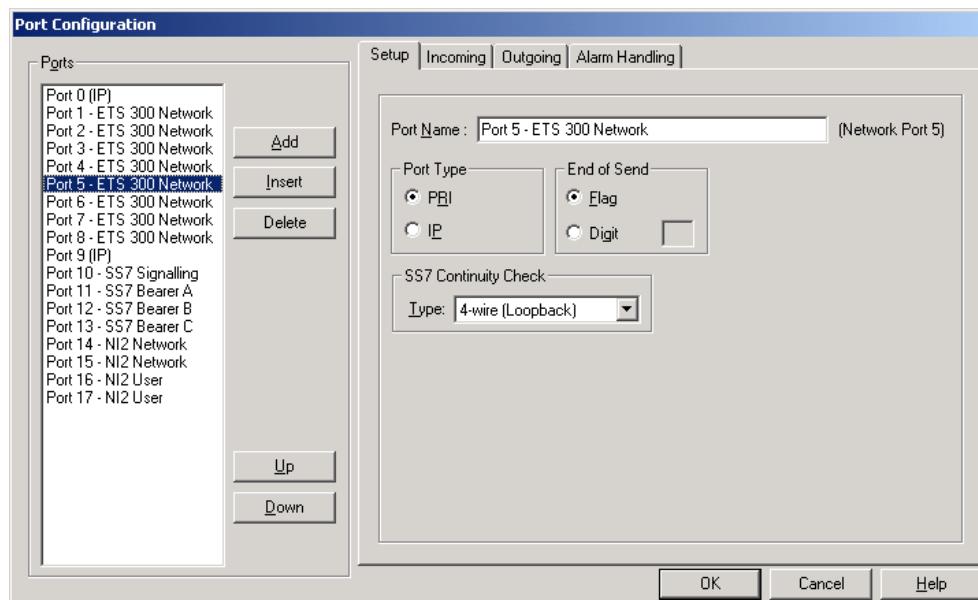 Port Configuration
Ports
Port 0 (IP)
Port 1 - ETS 300 Network
Port 2 - ETS 300 Network
Port 3 - ETS 300 Network
Port 4 - ETS 300 Network
Port 5 - ETS 300 Network
Port 6 - ETS 300 Network
Port 7 - ETS 300 Network
Port 8 - ETS 300 Network
Port 9 (IP)
Port 10 - SS7 Signalling
Port 11 - SS7 Bearer A
Port 12 - SS7 Bearer B
Port 13 - SS7 Bearer C
Port 14 - NI2 Network
Port 15 - NI2 Network
Port 16 - NI2 User
Port 17 - NI2 User
Add
Insert
Delete
Up
Down
Setup Incoming Outgoing Alarm Handling
Port Name : Port 5 - ETS 300 Network (Network Port 5)
Port Type
PRI
IP
End of Send
Flag
Digit
SS7 Continuity Check
Type: 4-wire (Loopback)
OK Cancel Help